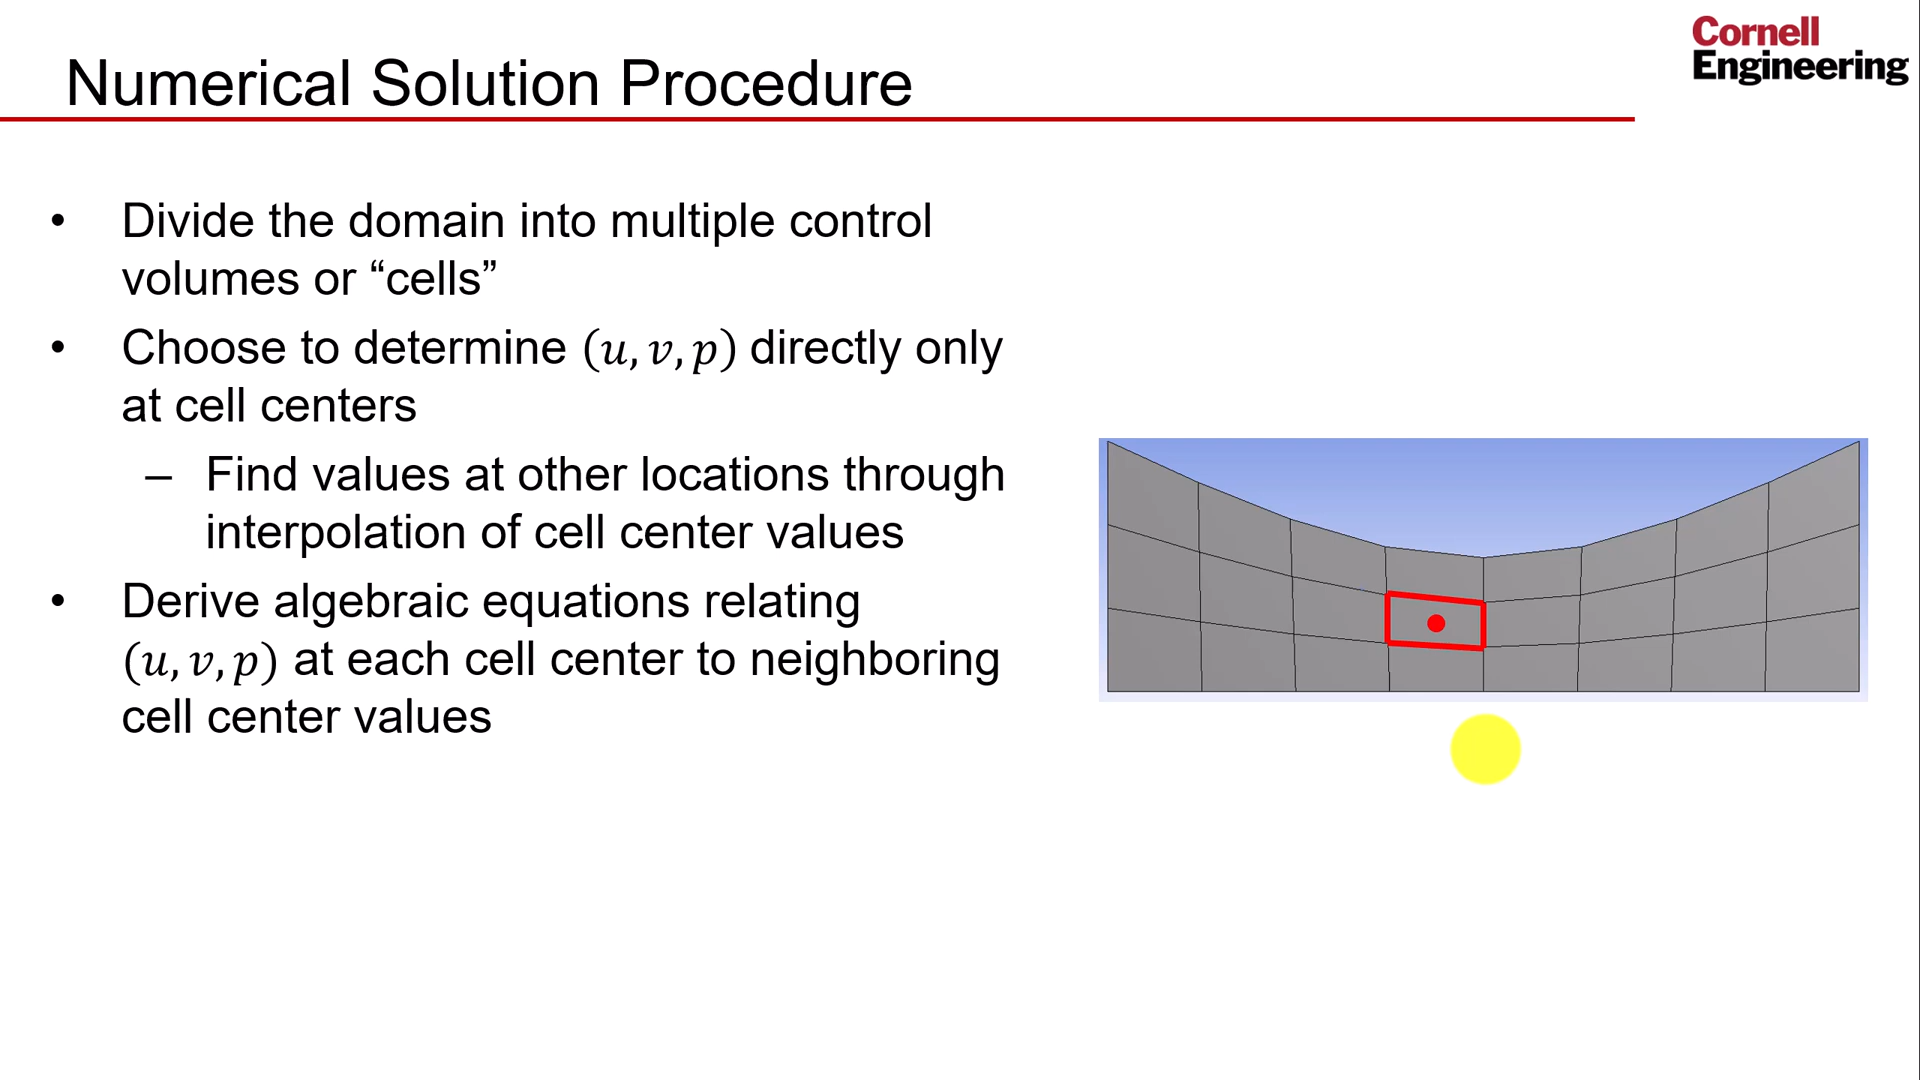 Cornell
Engineering
Numerical Solution Procedure
• Divide the domain into multiple control
volumes or “cells”
• Choose to determine (u, v, p) directly only
at cell centers
– Find values at other locations through
interpolation of cell center values
• Derive algebraic equations relating
(u, v, p) at each cell center to neighboring
cell center values